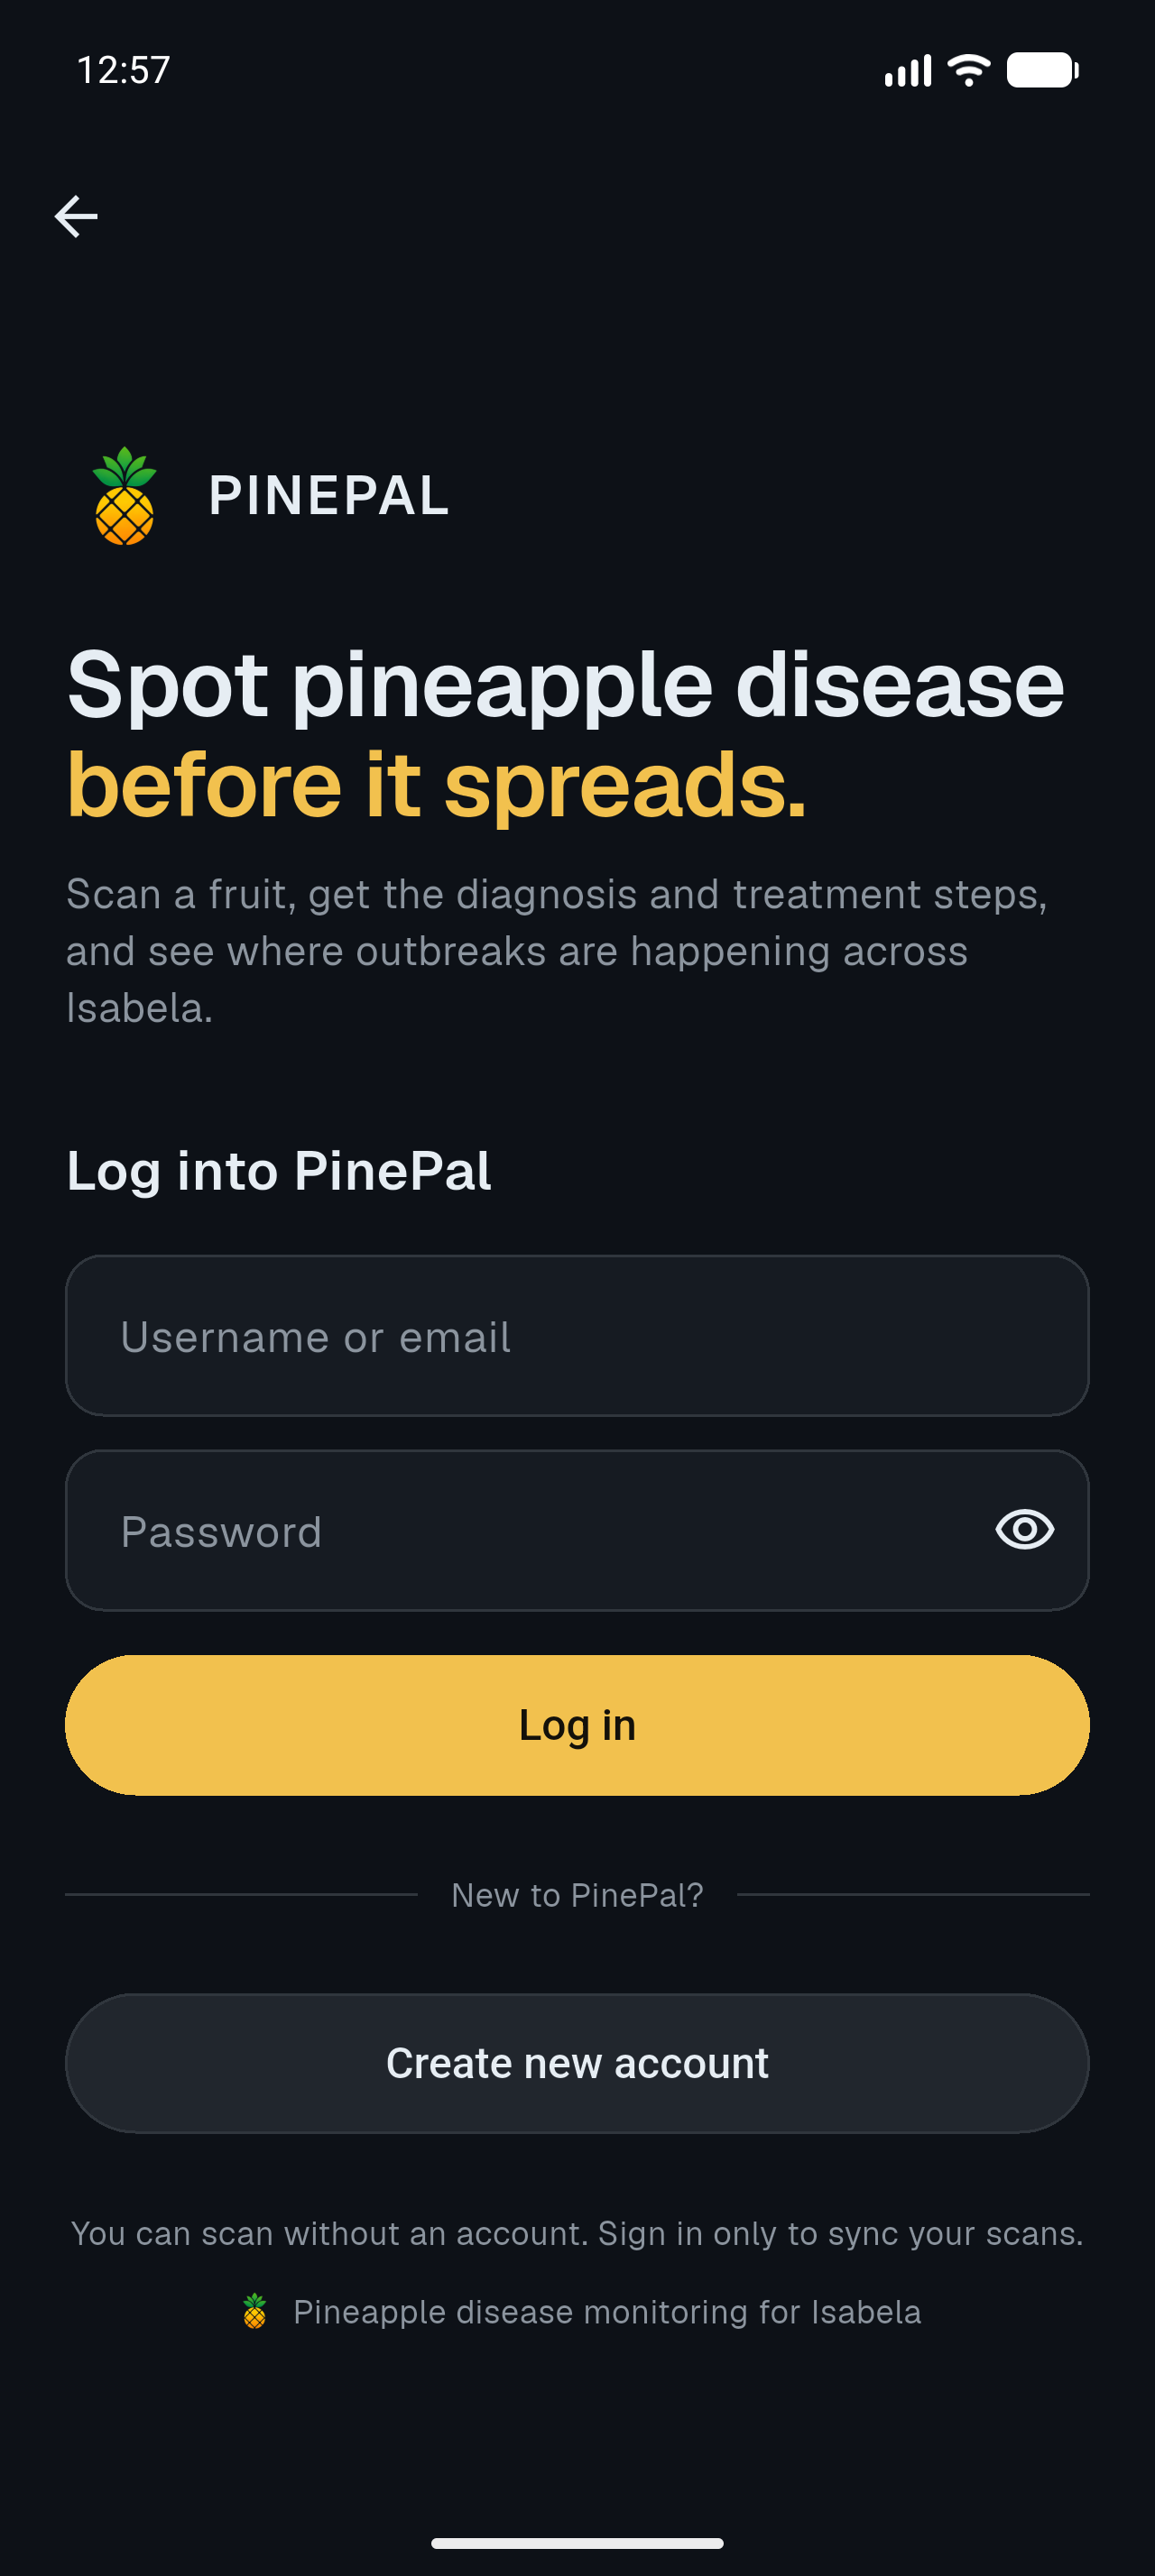 12:57
PINEPAL
Spot pineapple disease
before it spreads.
Scan a fruit, get the diagnosis and treatment steps,
and see where outbreaks are happening across
Isabela.
Log into PinePal
Username or email
Password
Log in
New to PinePal?
Create new account
You can scan without an account. Sign in only to sync your scans.
🍍 Pineapple disease monitoring for Isabela